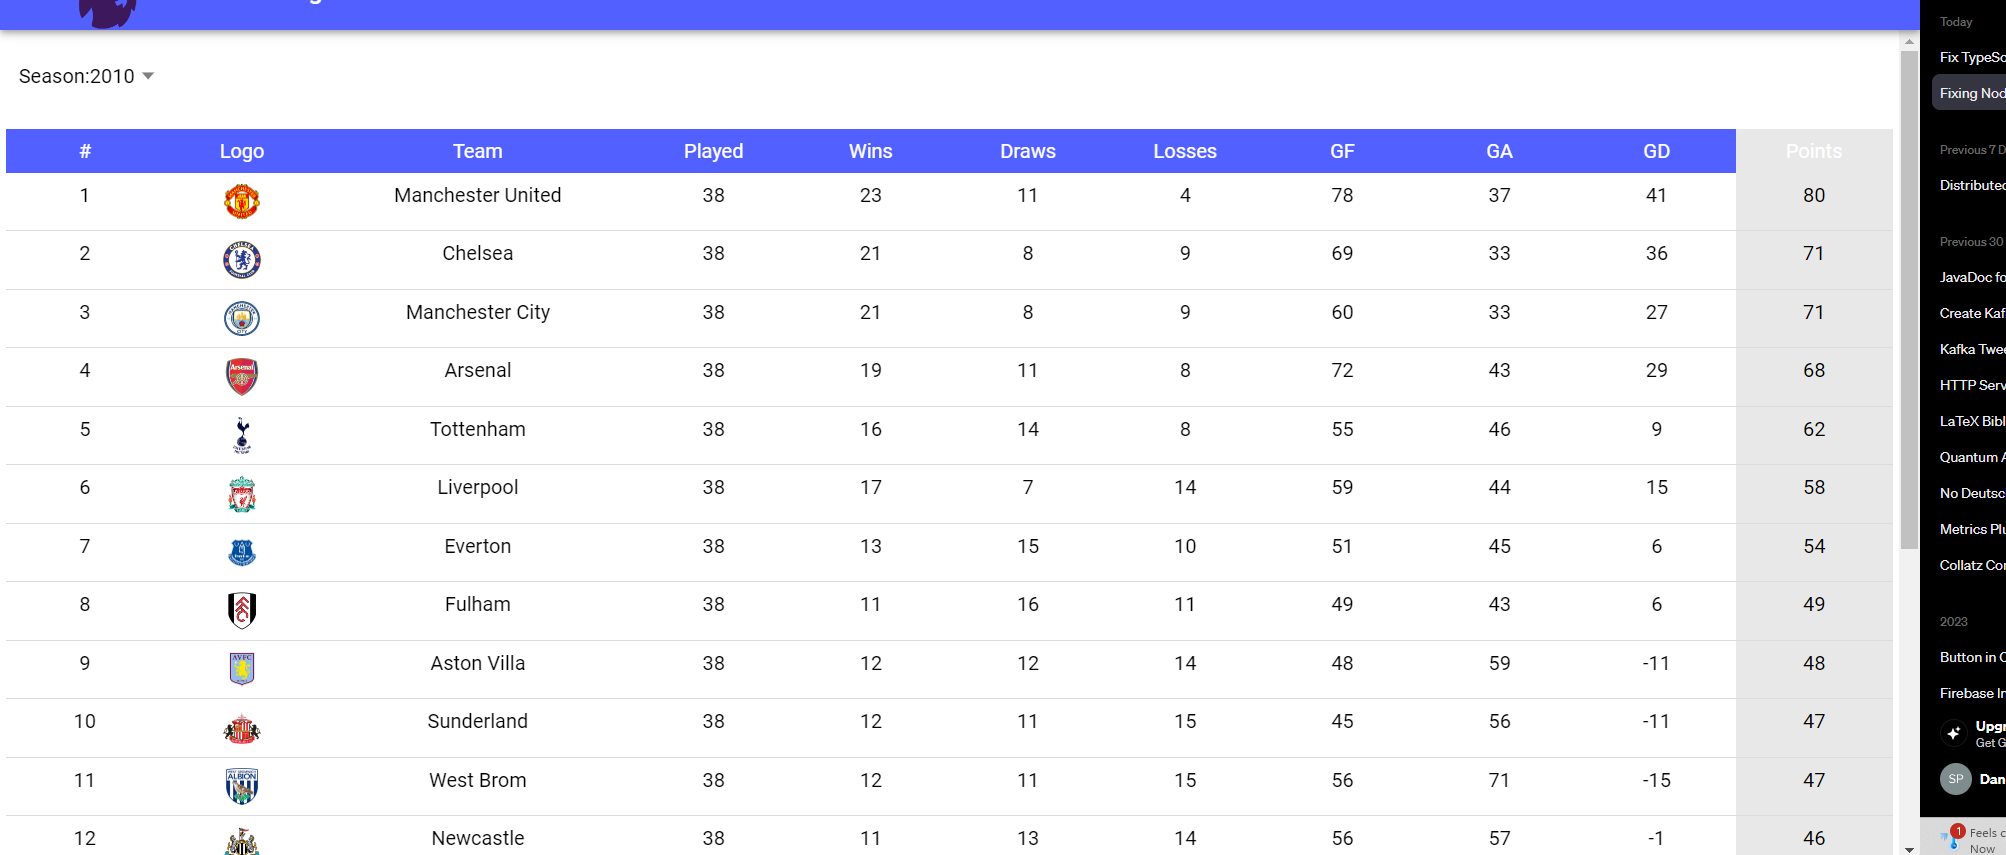 Season:2010
# Logo Team Played Wins Draws Losses GF GA GD Points
1 Manchester United 38 23 11 4 78 37 41 80
2 Chelsea 38 21 8 9 69 33 36 71
3 Manchester City 38 21 8 9 60 33 27 71
4 Arsenal 38 19 11 8 72 43 29 68
5 Tottenham 38 16 14 8 55 46 9 62
6 Liverpool 38 17 7 14 59 44 15 58
7 Everton 38 13 15 10 51 45 6 54
8 Fulham 38 11 16 11 49 43 6 49
9 Aston Villa 38 12 12 14 48 59 -11 48
10 Sunderland 38 12 11 15 45 56 -11 47
11 West Brom 38 12 11 15 56 71 -15 47
12 Newcastle 38 11 13 14 56 57 -1 46
Today
Fix TypeSc
Fixing Nod
Previous 7 D
Distributed
Previous 30
JavaDoc fo
Create Kaf
Kafka Twee
HTTP Serv
LaTeX Bibl
Quantum A
No Deutsc
Metrics Plu
Collatz Con
2023
Button in C
Firebase In
Upgr
Get G
SP Dan
1 Feels c
Now